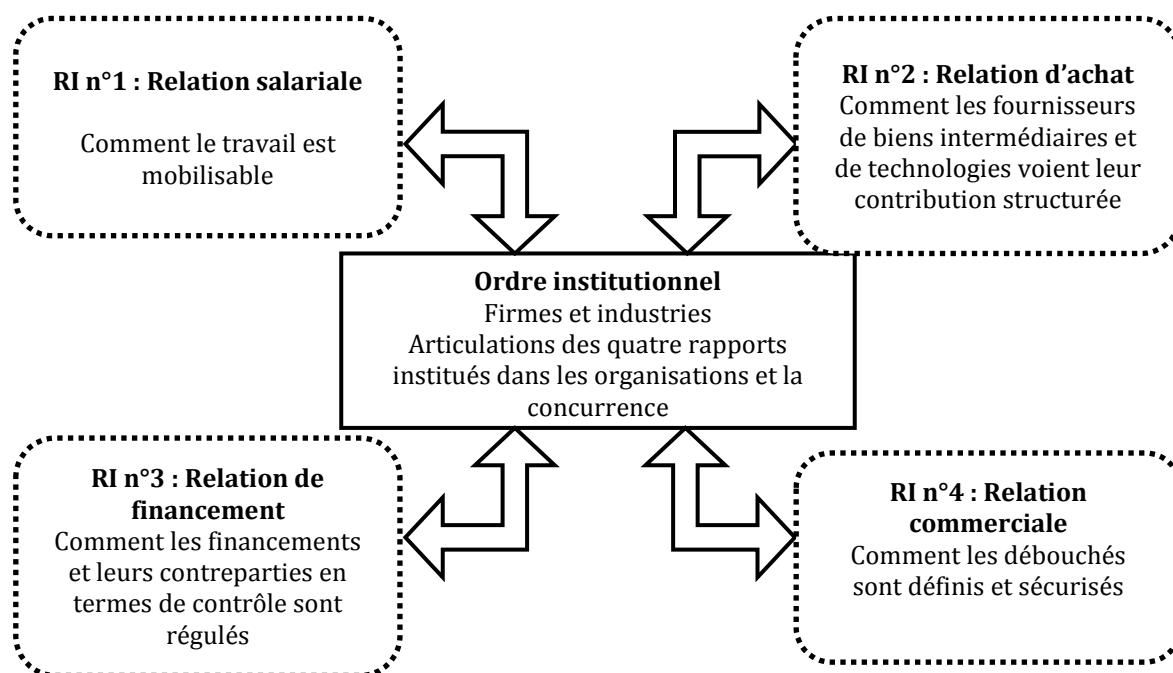 RI n°1 : Relation salariale
Comment le travail est
mobilisable
RI n°2 : Relation d’achat
Comment les fournisseurs
de biens intermédiaires et
de technologies voient leur
contribution structurée
Ordre institutionnel
Firmes et industries
Articulations des quatre rapports
institués dans les organisations et la
concurrence
RI n°3 : Relation de
financement
Comment les financements
et leurs contreparties en
termes de contrôle sont
régulés
RI n°4 : Relation
commerciale
Comment les débouchés
sont définis et sécurisés